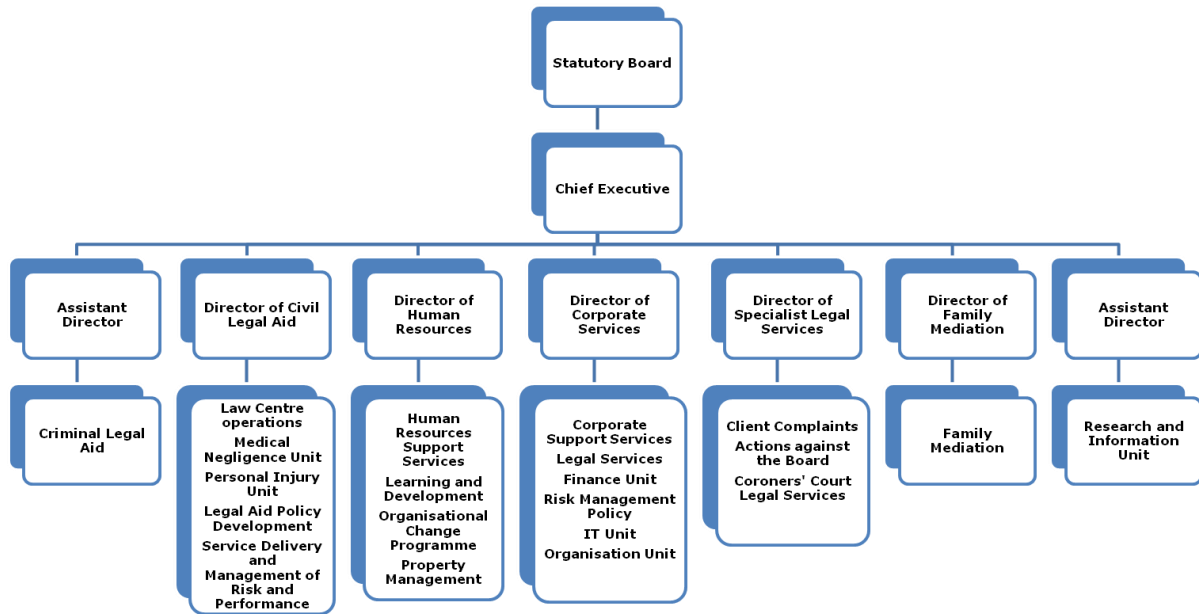 Statutory Board
Chief Executive
Assistant
Director
Director of Civil
Legal Aid
Director of
Human
Resources
Director of
Corporate
Services
Director of
Specialist Legal
Services
Director of
Family
Mediation
Assistant
Director
Criminal Legal
Aid
Law Centre
operations
Medical
Negligence Unit
Personal Injury
Unit
Legal Aid Policy
Development
Service Delivery
and
Management of
Risk and
Performance
Human
Resources
Support
Services
Learning and
Development
Organisational
Change
Programme
Property
Management
Corporate
Support Services
Legal Services
Finance Unit
Risk Management
Policy
IT Unit
Organisation Unit
Client Complaints
Actions against
the Board
Coroners' Court
Legal Services
Family
Mediation
Research and
Information
Unit